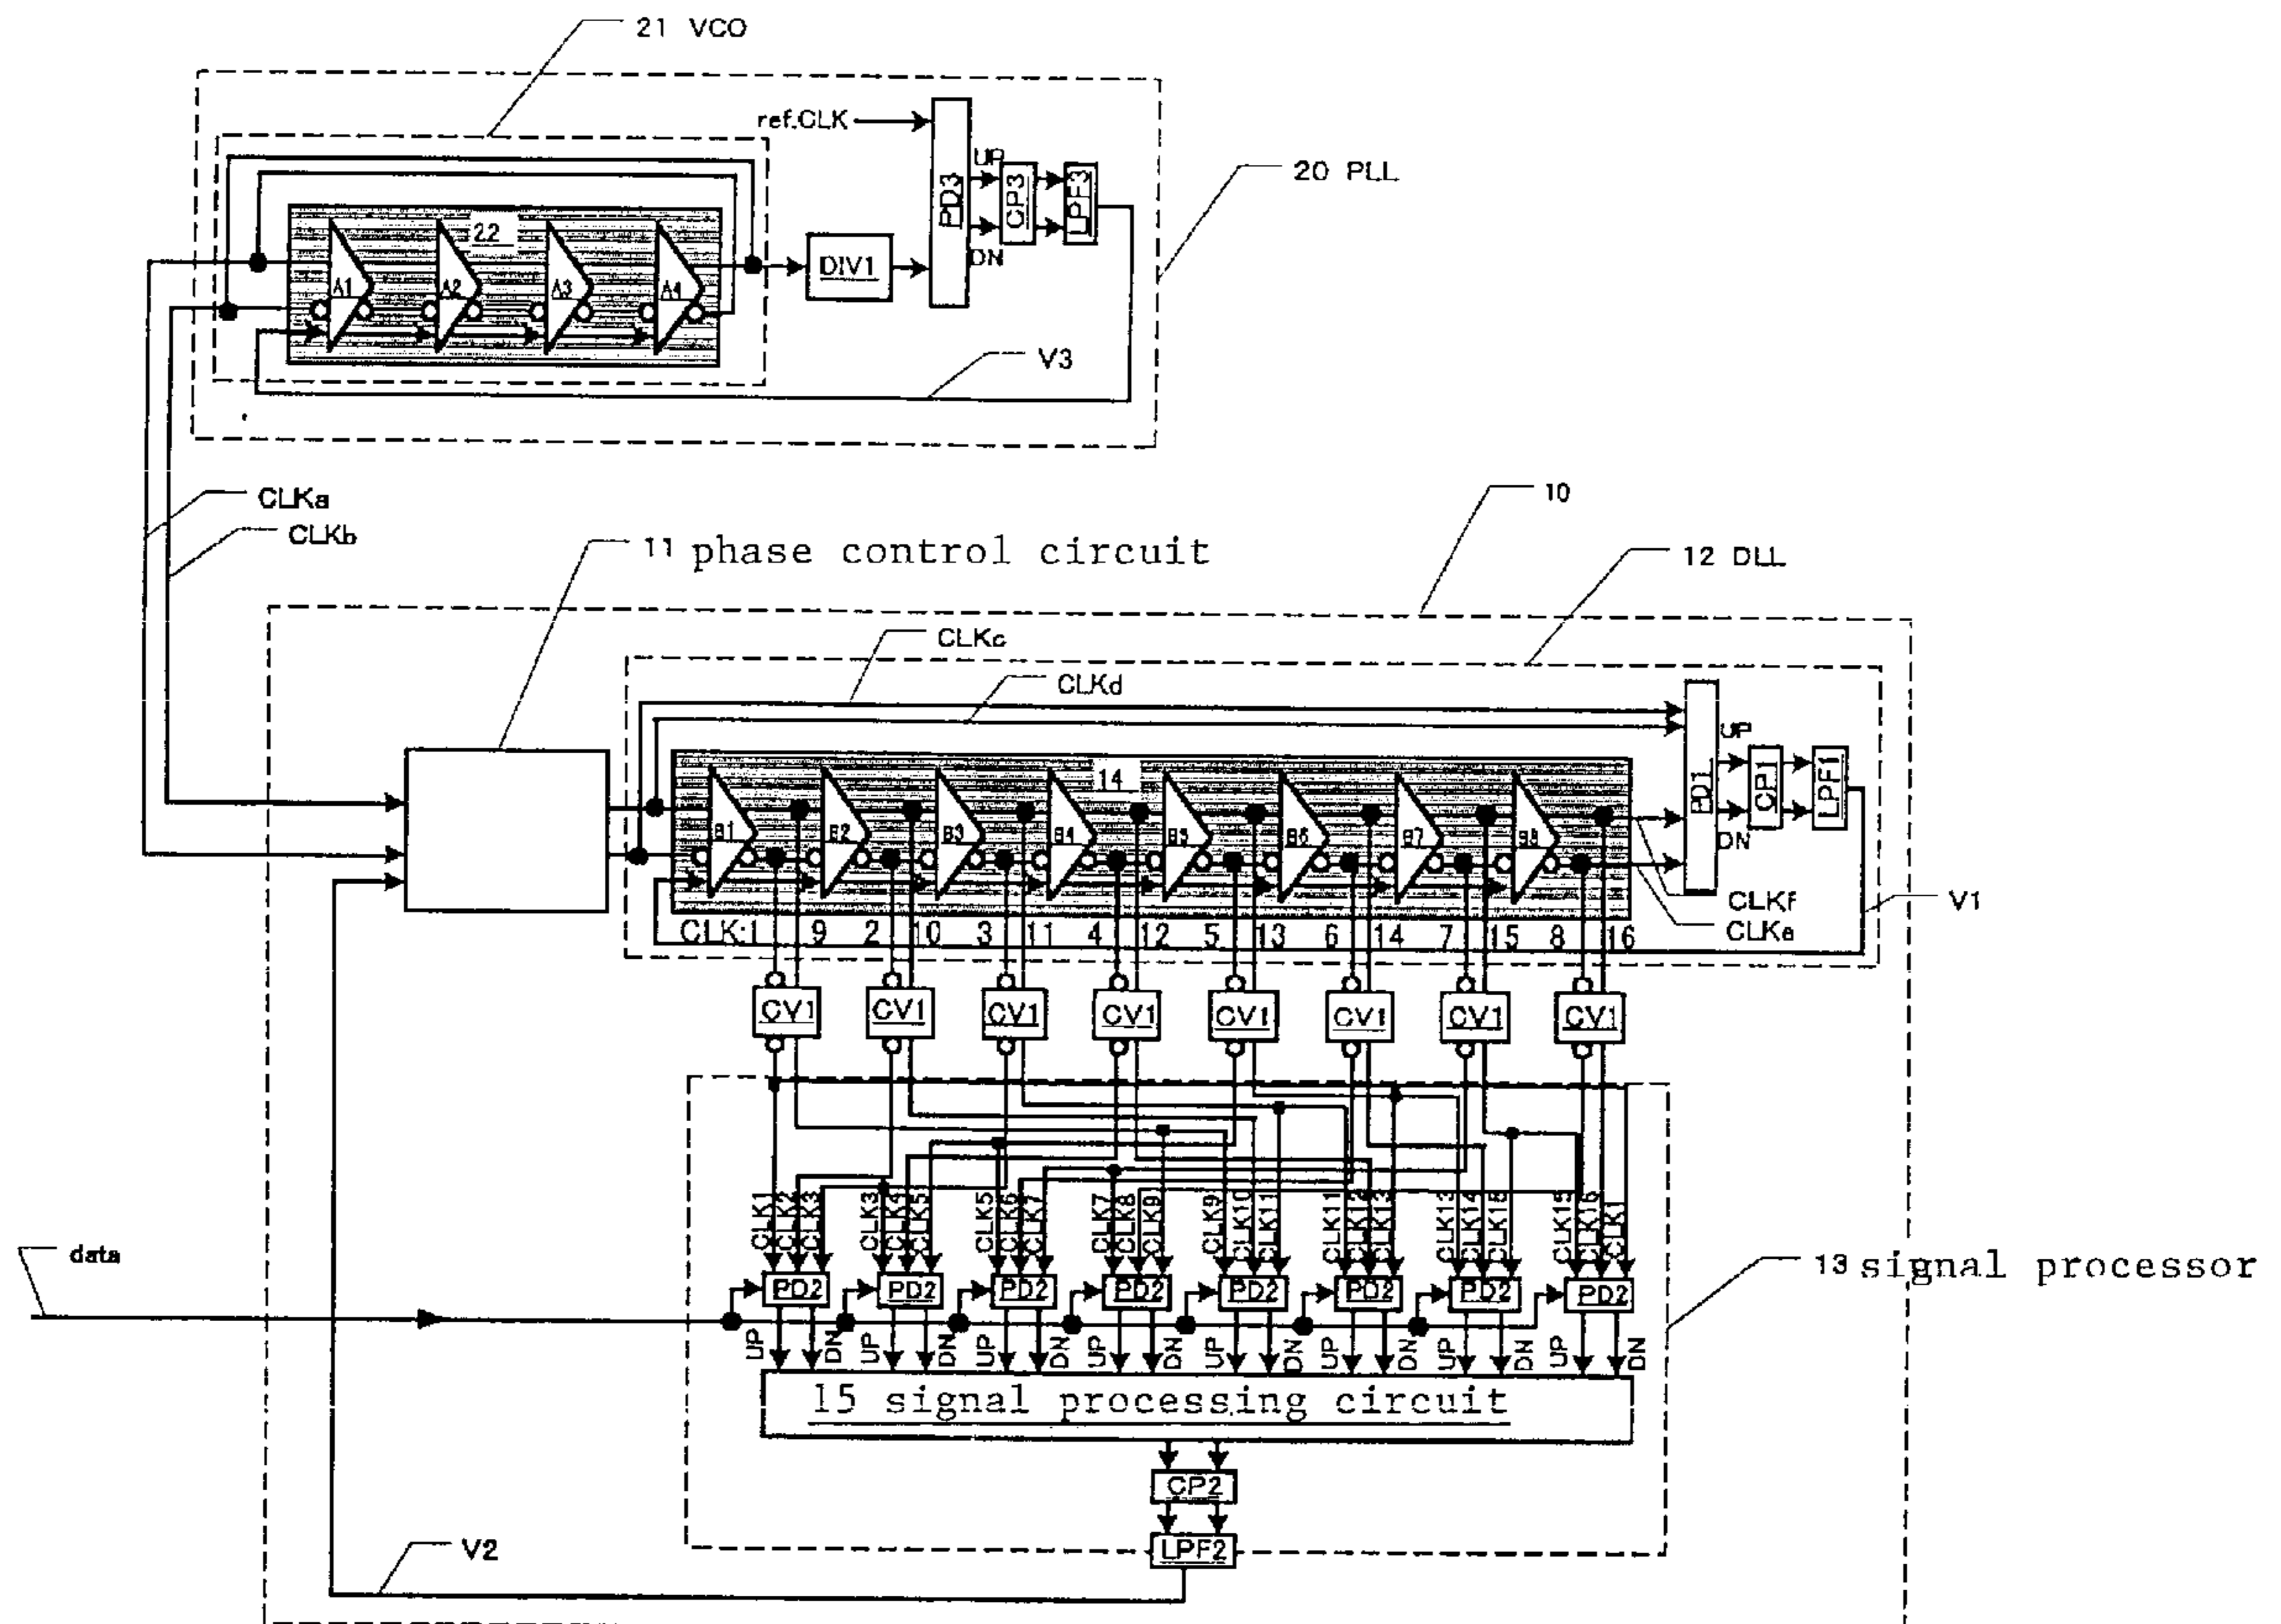 21 VCO
ref.CLK
UP
20 PLL
PD3
CP3
LPF3
22
DN
DIV1
A1
A2
A3
A4
V3
CLKa
10
CLKb
11 phase control circuit
12 DLL
CLKc
CLKd
UP
PD1
CP1
LPF1
14
B1
B2
B3
B4
B5
B6
B7
B8
DN
CLKf
V1
CLKe
CLK:1 9 2 10 3 11 4 12 5 13 6 14 7 15 8 16
CV1 CV1 CV1 CV1 CV1 CV1 CV1 CV1
CLK1 CLK2 CLK3 CLK3 CLK4 CLK5 CLK5 CLK6 CLK7 CLK7 CLK8 CLK9 CLK9 CLK10 CLK11 CLK11 CLK12 CLK13 CLK13 CLK14 CLK15 CLK15 CLK16 CLK1
data
13 signal processor
PD2 PD2 PD2 PD2 PD2 PD2 PD2 PD2
UP DN UP DN UP DN UP DN UP DN UP DN UP DN UP DN
15 signal processing circuit
CP2
V2
LPF2